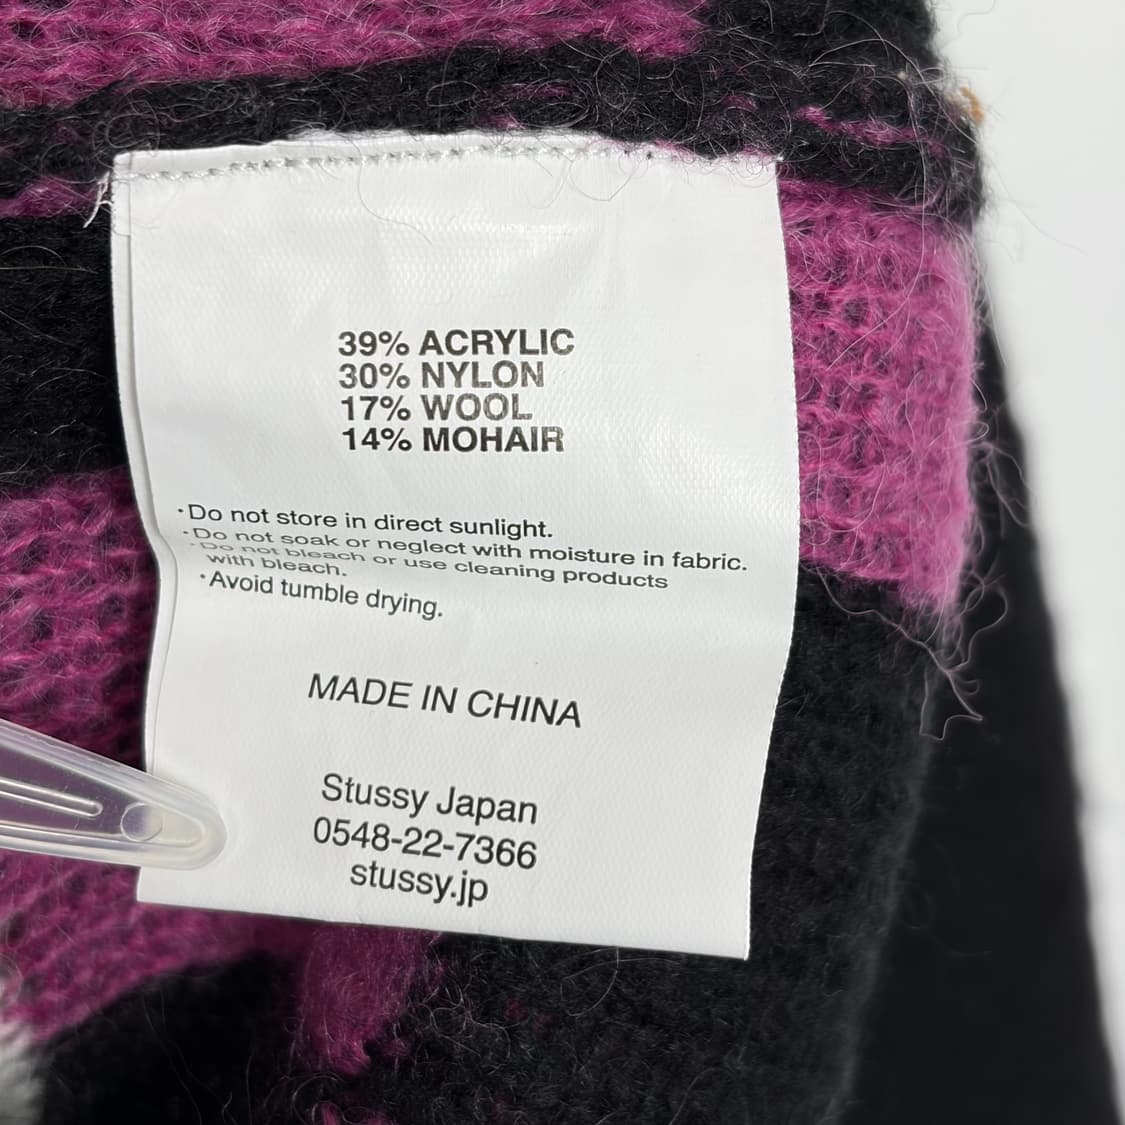 39% ACRYLIC
30% NYLON
17% WOOL
14% MOHAIR
·Do not store in direct sunlight.
·Do not soak or neglect with moisture in fabric.
·Do not bleach or use cleaning products
with bleach.
·Avoid tumble drying.
MADE IN CHINA
Stussy Japan
0548-22-7366
stussy.jp